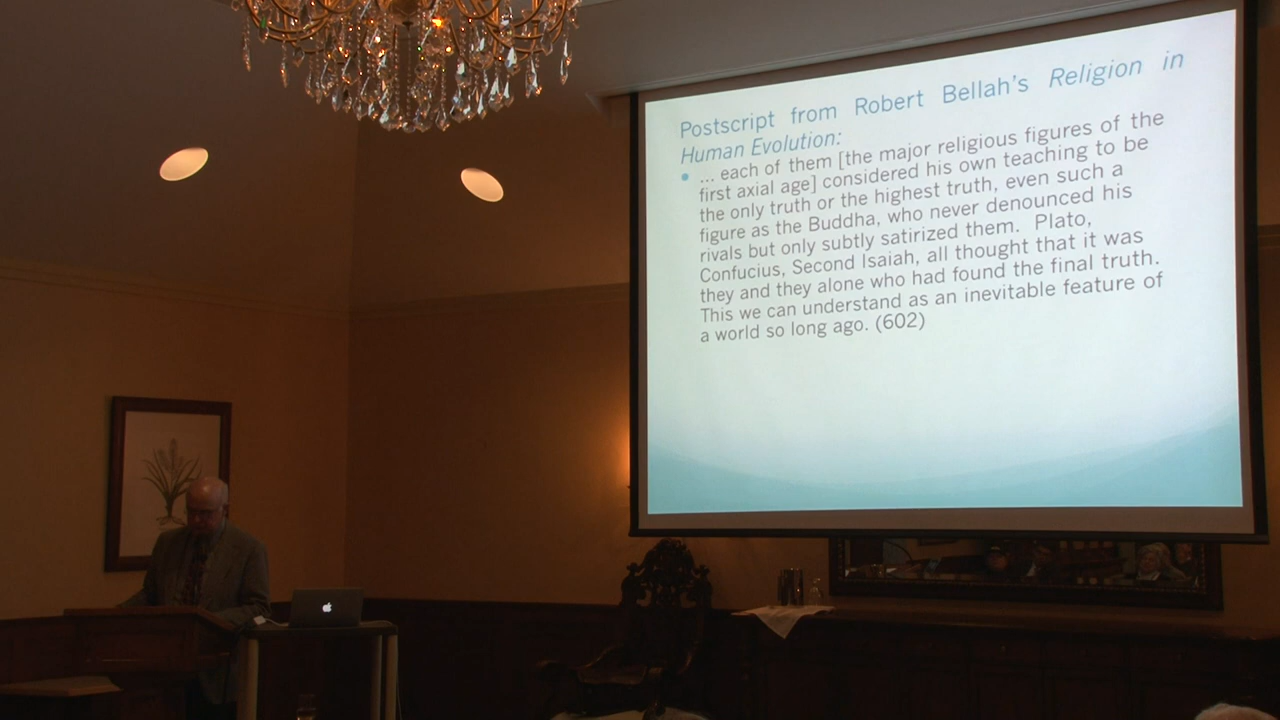 Postscript from Robert Bellah's Religion in
Human Evolution:
• ... each of them [the major religious figures of the
first axial age] considered his own teaching to be
the only truth or the highest truth, even such a
figure as the Buddha, who never denounced his
rivals but only subtly satirized them. Plato,
Confucius, Second Isaiah, all thought that it was
they and they alone who had found the final truth.
This we can understand as an inevitable feature of
a world so long ago. (602)